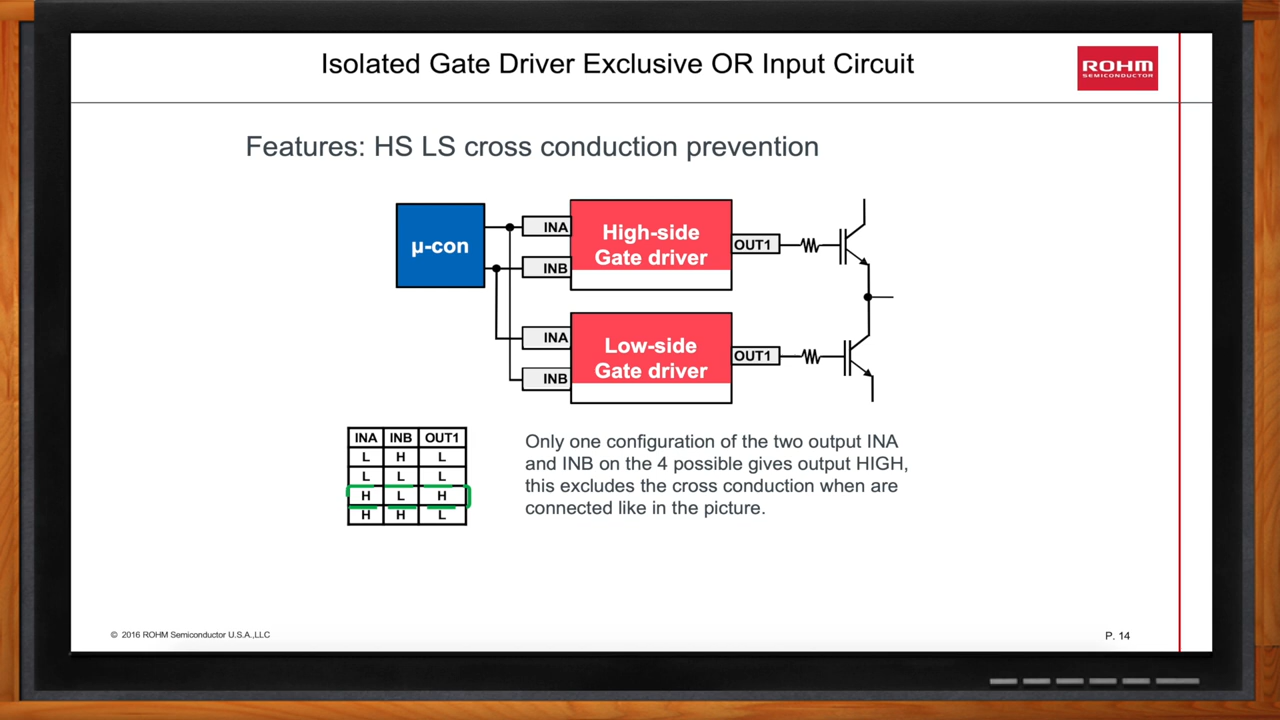 Isolated Gate Driver Exclusive OR Input Circuit
ROHM
SEMICONDUCTOR
Features: HS LS cross conduction prevention
μ-con
INA
INB
High-side
Gate driver
OUT1
INA
INB
Low-side
Gate driver
OUT1
INA INB OUT1
L H L
L L L
H L H
H H L
Only one configuration of the two output INA
and INB on the 4 possible gives output HIGH,
this excludes the cross conduction when are
connected like in the picture.
© 2016 ROHM Semiconductor U.S.A.,LLC
P. 14